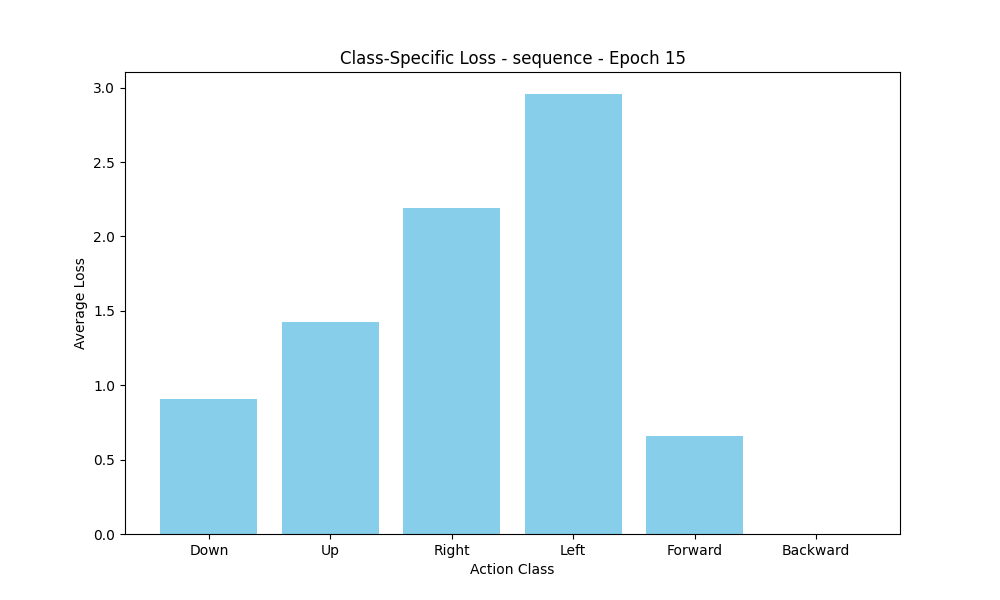 Class-Specific Loss - sequence - Epoch 15
3.0
2.5
2.0
1.5
1.0
0.5
0.0
Average Loss
Down Up Right Left Forward Backward
Action Class